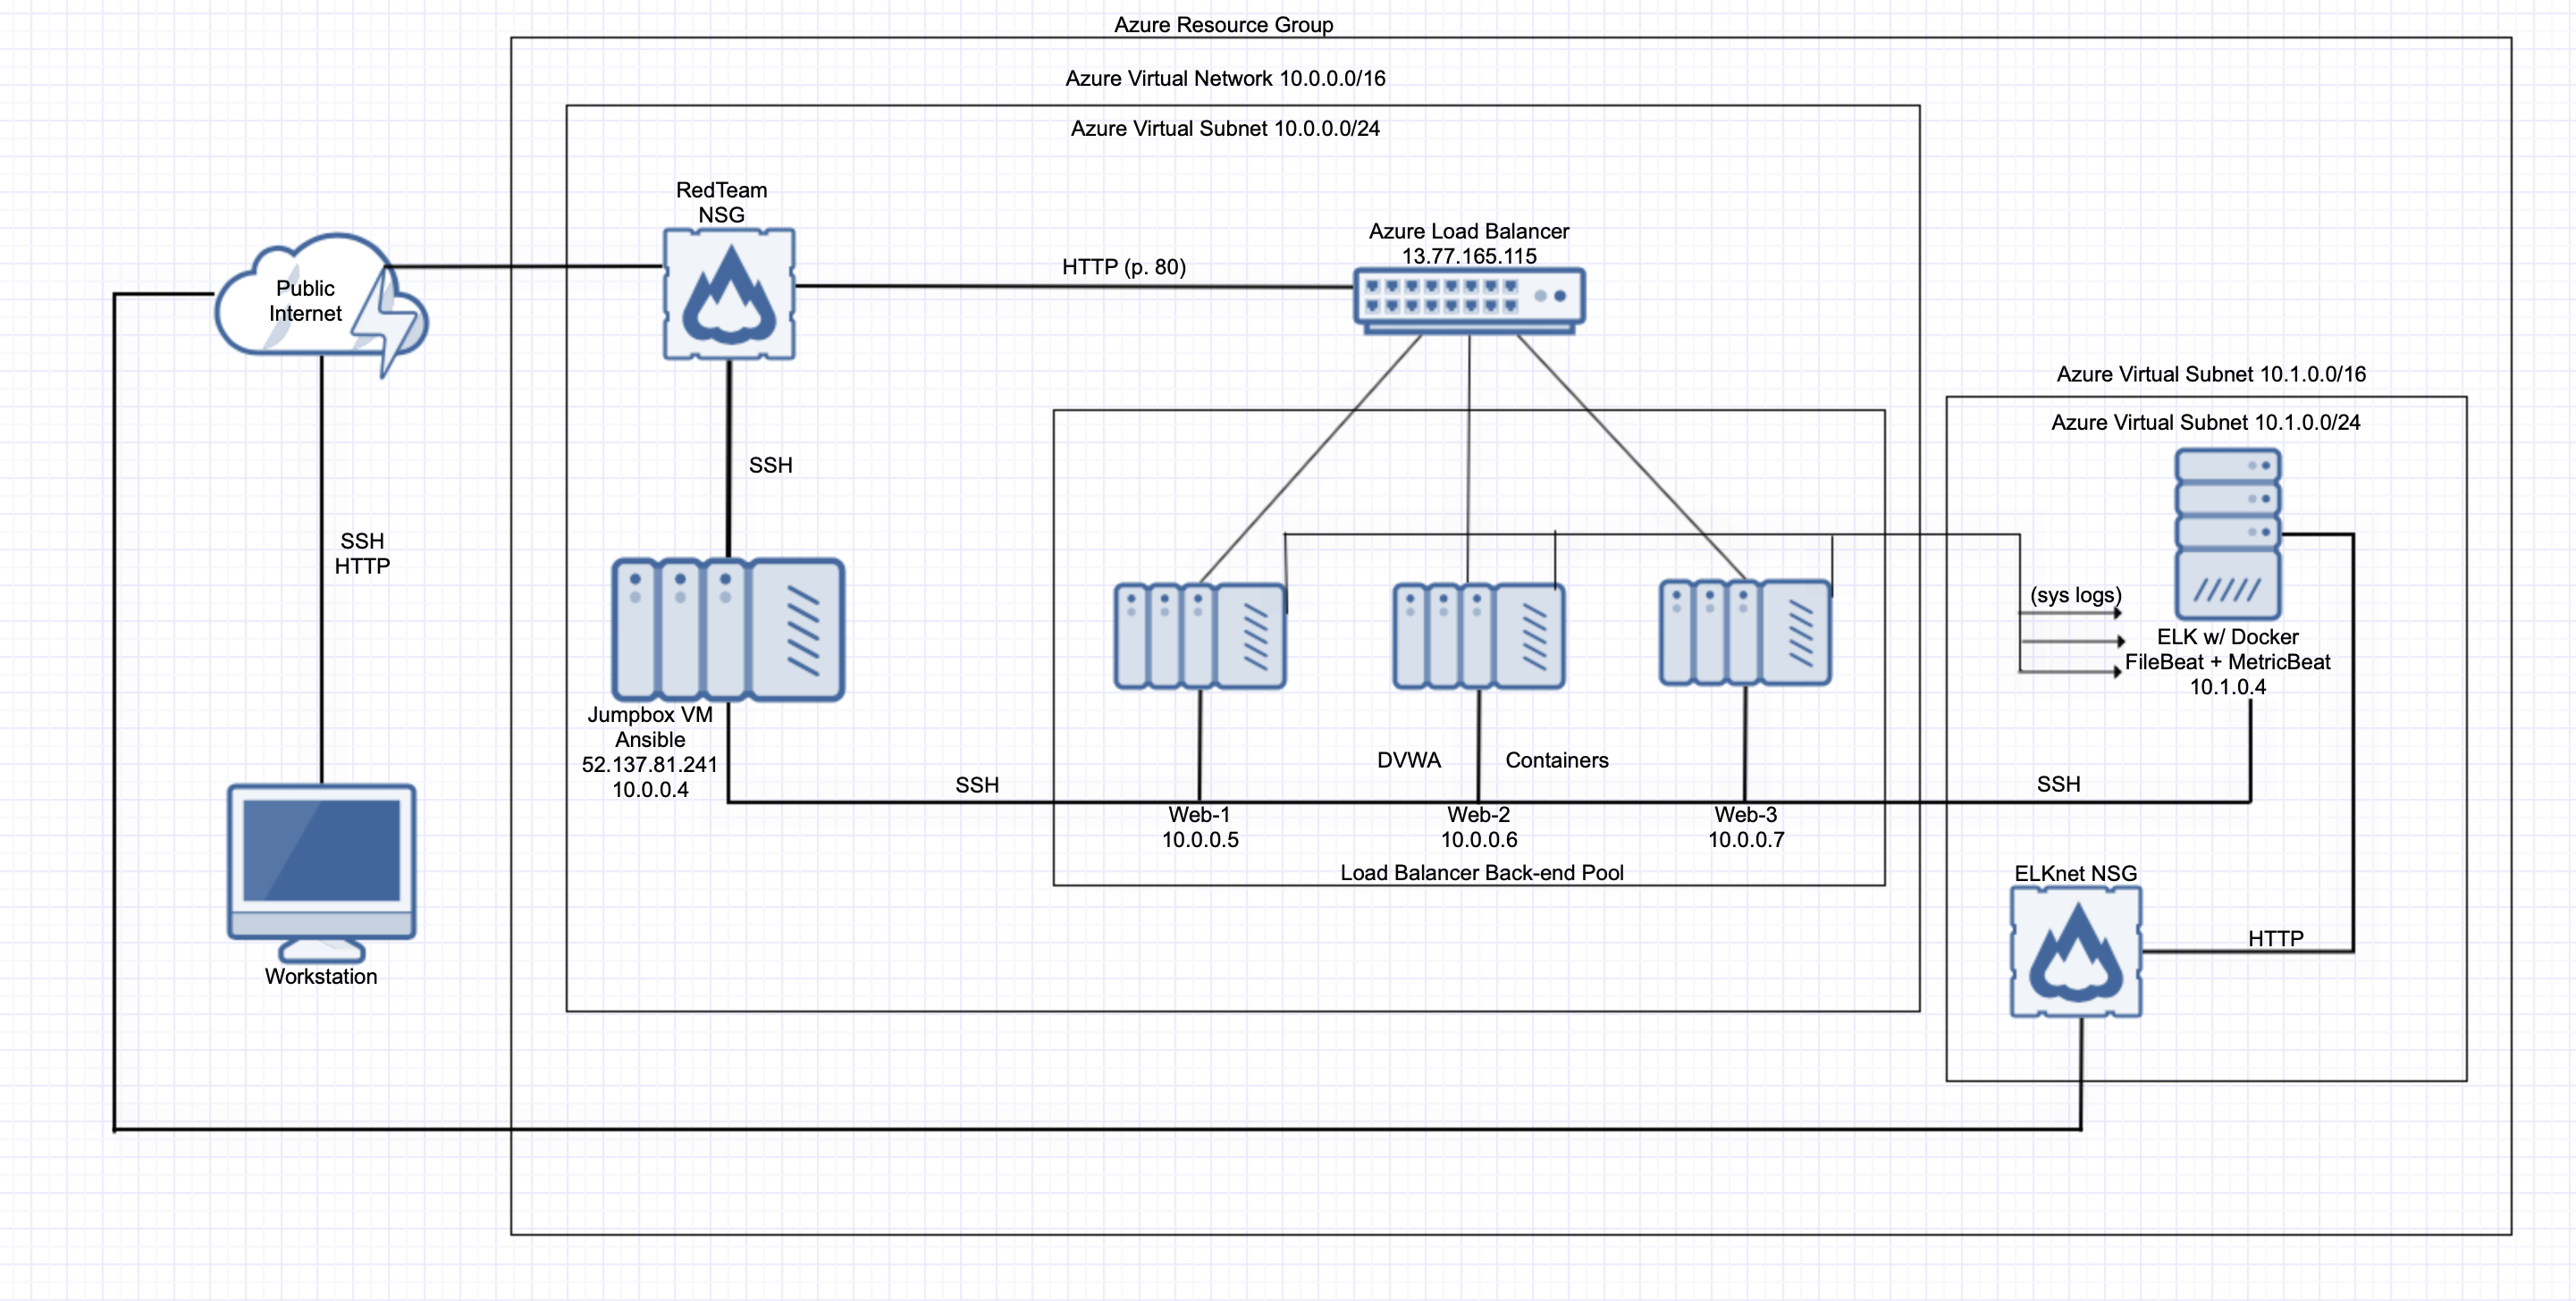 Azure Resource Group
Azure Virtual Network 10.0.0.0/16
Azure Virtual Subnet 10.0.0.0/24
RedTeam
NSG
Azure Load Balancer
13.77.165.115
HTTP (p. 80)
Public
Internet
Azure Virtual Subnet 10.1.0.0/16
Azure Virtual Subnet 10.1.0.0/24
SSH
SSH
HTTP
(sys logs)
ELK w/ Docker
FileBeat + MetricBeat
10.1.0.4
Jumpbox VM
Ansible
52.137.81.241
10.0.0.4
DVWA
Containers
SSH
SSH
Web-1
10.0.0.5
Web-2
10.0.0.6
Web-3
10.0.0.7
Load Balancer Back-end Pool
ELKnet NSG
HTTP
Workstation